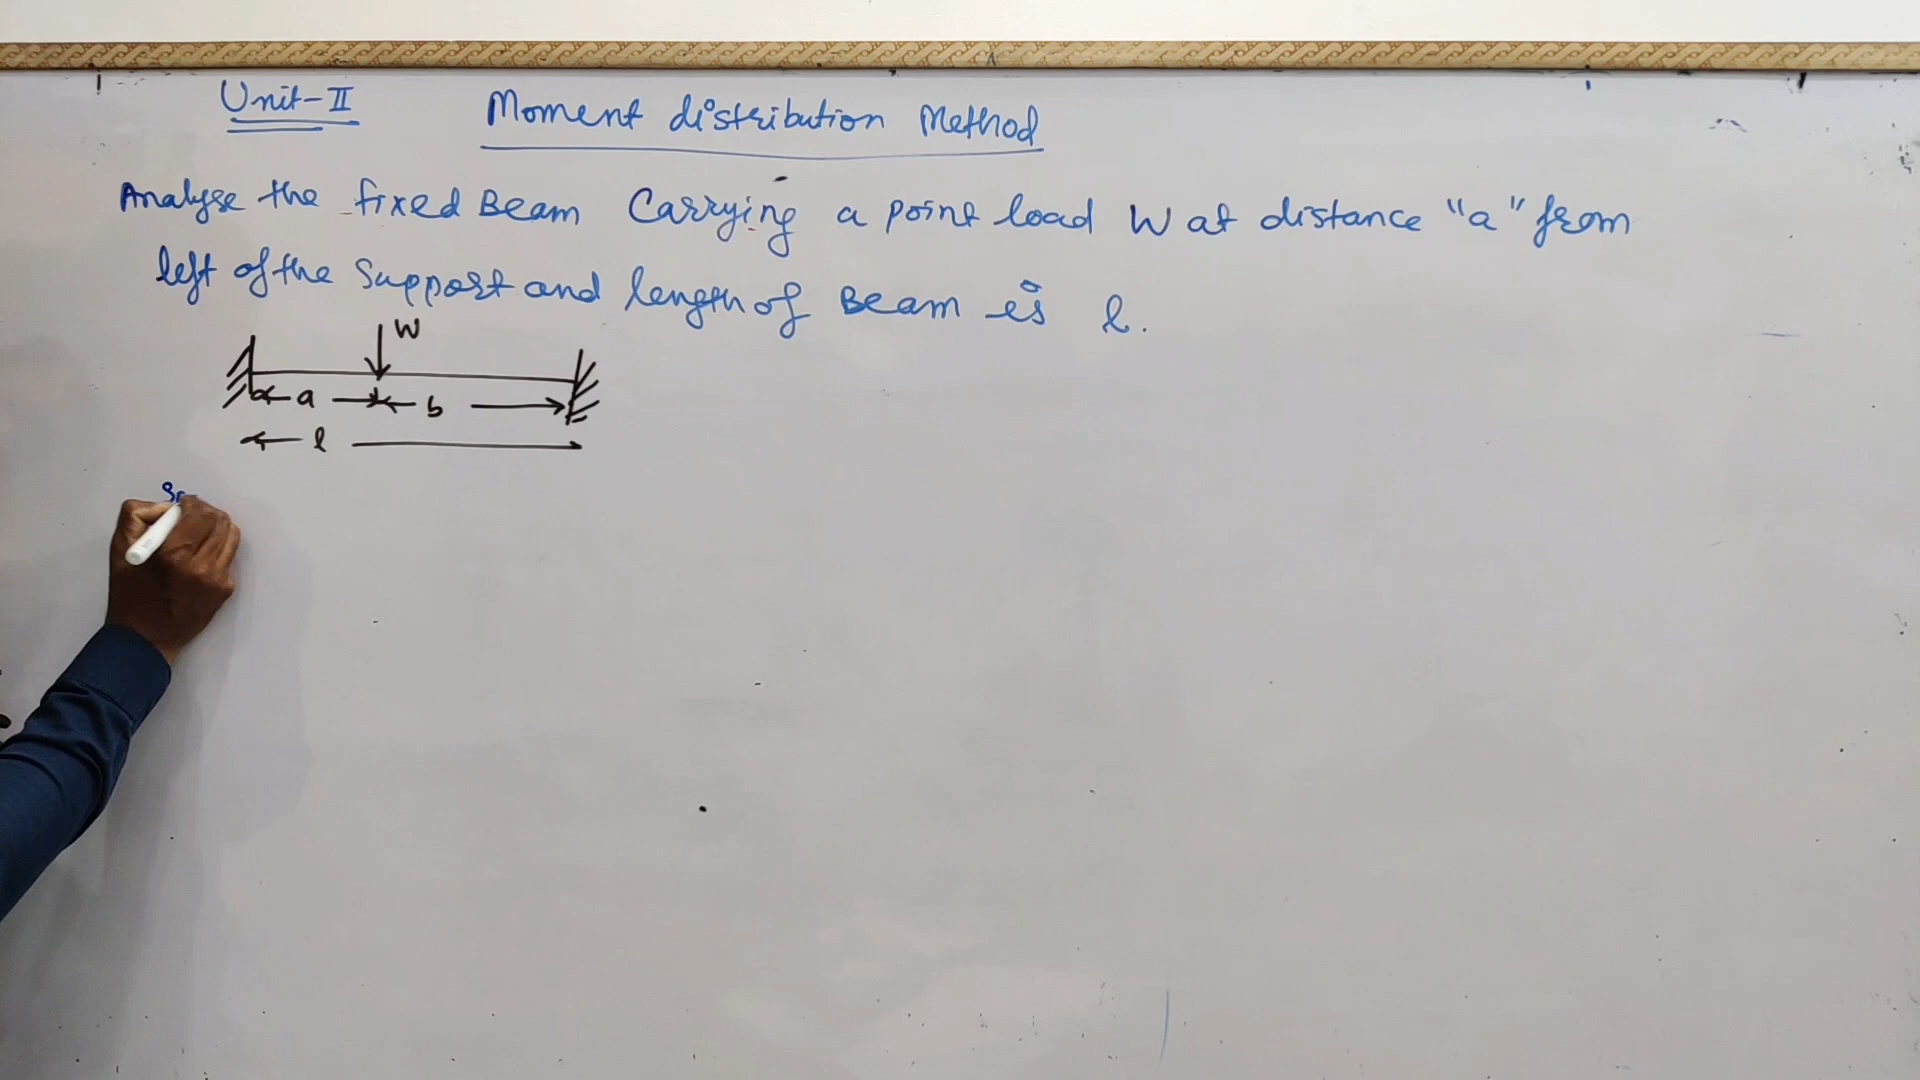 Unit-II Moment distribution Method
Analyse the fixed Beam Carrying a point load W at distance "a" from
left of the Support and length of Beam is l.
W
a b
l